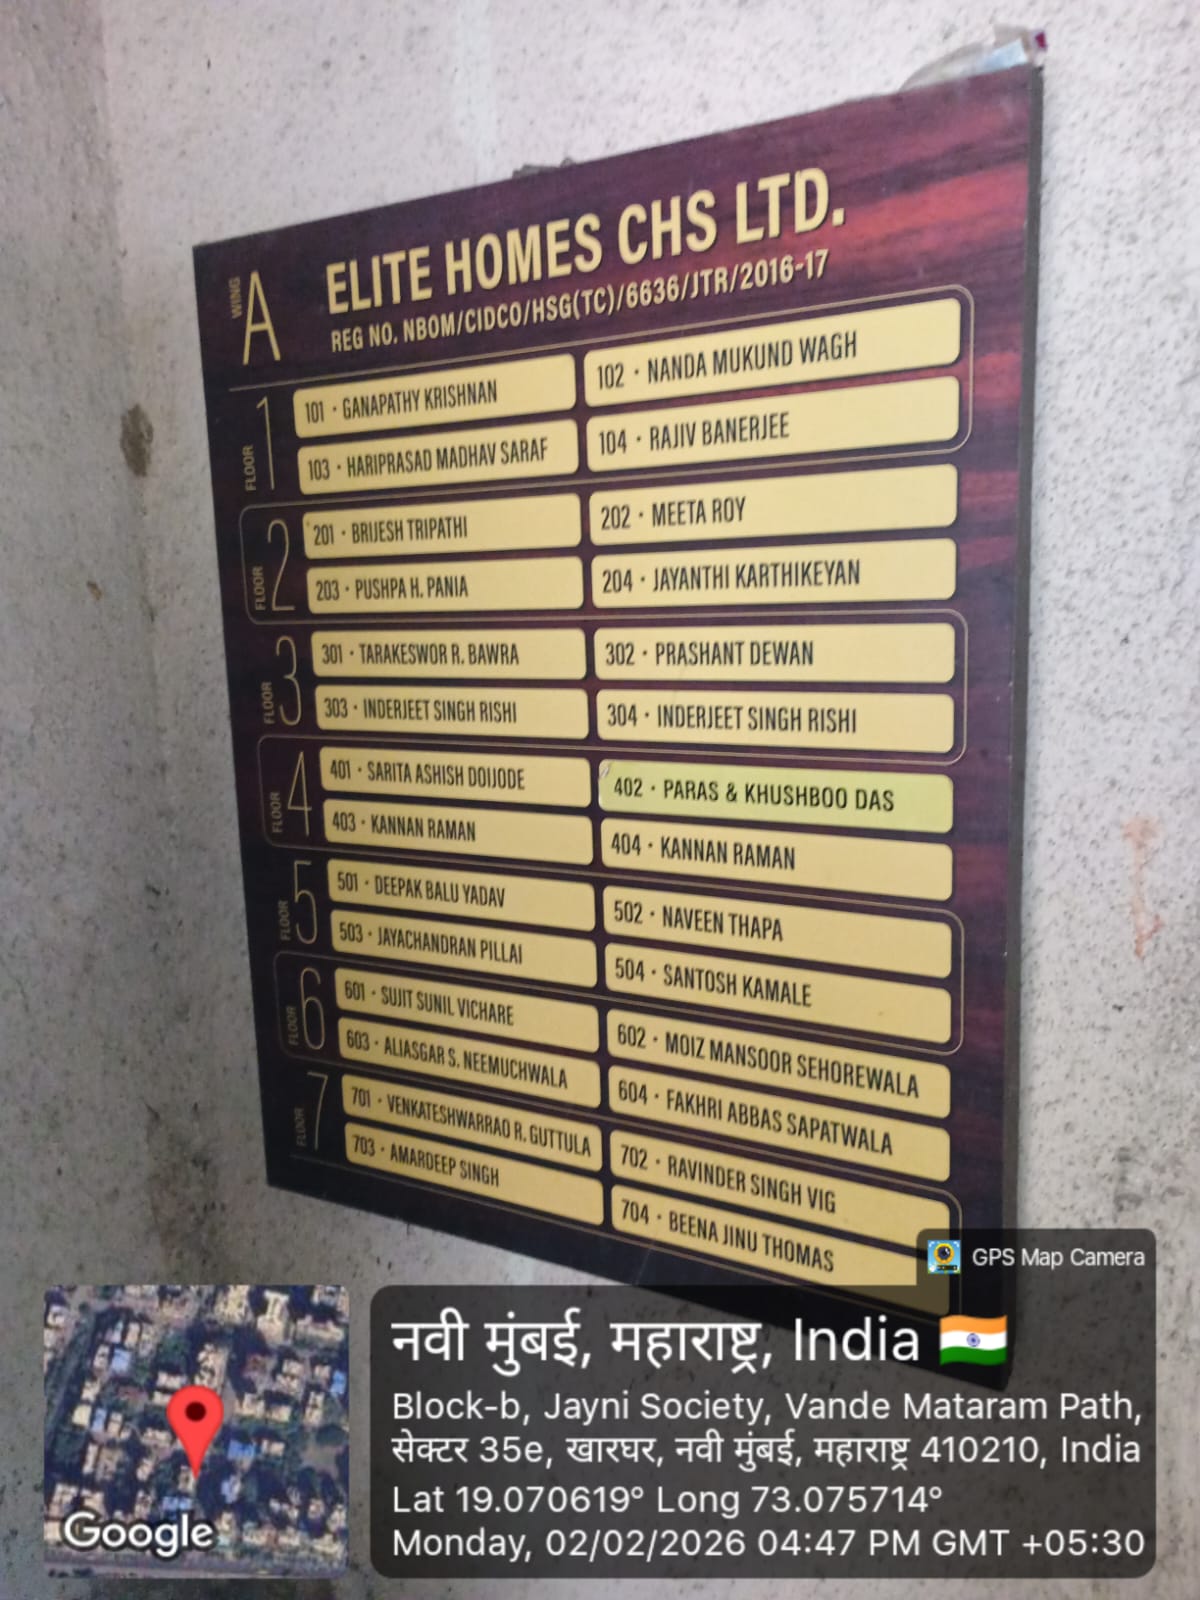 WING
A
ELITE HOMES CHS LTD.
REG NO. NBOM/CIDCO/HSG(TC)/6636/JTR/2016-17
FLOOR 1
101 · GANAPATHY KRISHNAN
102 · NANDA MUKUND WAGH
103 · HARIPRASAD MADHAV SARAF
104 · RAJIV BANERJEE
FLOOR 2
201 · BRIJESH TRIPATHI
202 · MEETA ROY
203 · PUSHPA H. PANIA
204 · JAYANTHI KARTHIKEYAN
FLOOR 3
301 · TARAKESWOR R. BAWRA
302 · PRASHANT DEWAN
303 · INDERJEET SINGH RISHI
304 · INDERJEET SINGH RISHI
FLOOR 4
401 · SARITA ASHISH DOIJODE
402 · PARAS & KHUSHBOO DAS
403 · KANNAN RAMAN
404 · KANNAN RAMAN
FLOOR 5
501 · DEEPAK BALU YADAV
502 · NAVEEN THAPA
503 · JAYACHANDRAN PILLAI
504 · SANTOSH KAMALE
FLOOR 6
601 · SUJIT SUNIL VICHARE
602 · MOIZ MANSOOR SEHOREWALA
603 · ALIASGAR S. NEEMUCHWALA
604 · FAKHRI ABBAS SAPATWALA
FLOOR 7
701 · VENKATESHWARRAO R. GUTTULA
702 · RAVINDER SINGH VIG
703 · AMARDEEP SINGH
704 · BEENA JINU THOMAS
GPS Map Camera
नवी मुंबई, महाराष्ट्र, India
Block-b, Jayni Society, Vande Mataram Path,
सेक्टर 35e, खारघर, नवी मुंबई, महाराष्ट्र 410210, India
Lat 19.070619° Long 73.075714°
Monday, 02/02/2026 04:47 PM GMT +05:30
Google